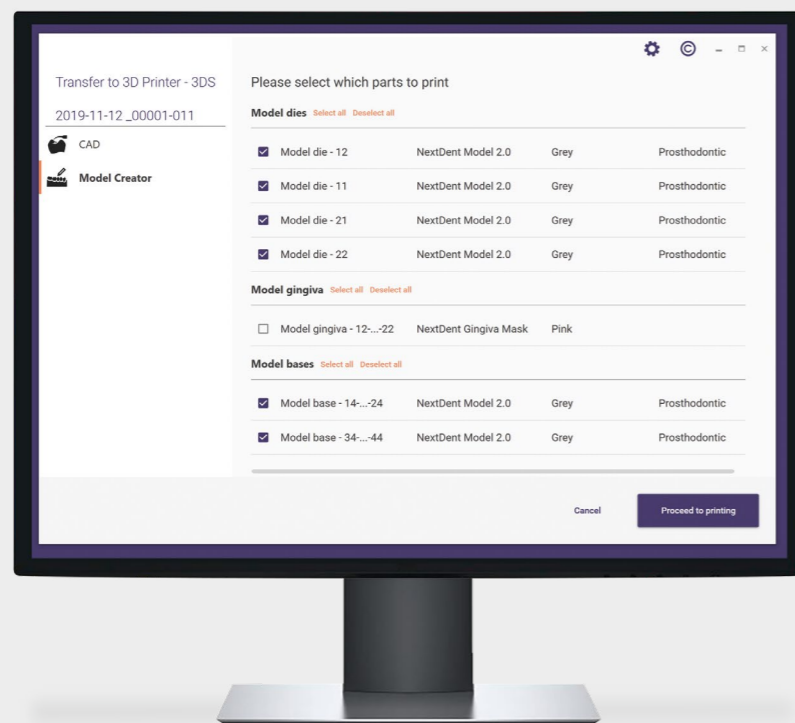 Transfer to 3D Printer - 3DS
2019-11-12 _00001-011
CAD
Model Creator
Please select which parts to print
Model dies Select all Deselect all
Model die - 12 NextDent Model 2.0 Grey Prosthodontic
Model die - 11 NextDent Model 2.0 Grey Prosthodontic
Model die - 21 NextDent Model 2.0 Grey Prosthodontic
Model die - 22 NextDent Model 2.0 Grey Prosthodontic
Model gingiva Select all Deselect all
Model gingiva - 12-...-22 NextDent Gingiva Mask Pink
Model bases Select all Deselect all
Model base - 14-...-24 NextDent Model 2.0 Grey Prosthodontic
Model base - 34-...-44 NextDent Model 2.0 Grey Prosthodontic
Cancel Proceed to printing